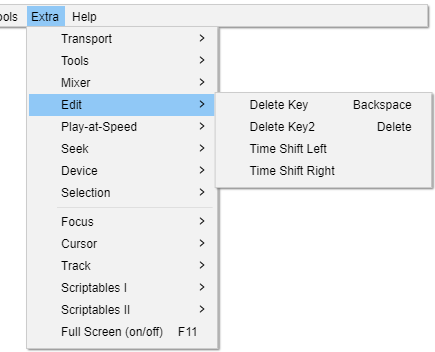 ools Extra Help
Transport >
Tools >
Mixer >
Edit >
Delete Key Backspace
Play-at-Speed >
Delete Key2 Delete
Seek >
Time Shift Left
Device >
Time Shift Right
Selection >
Focus >
Cursor >
Track >
Scriptables I >
Scriptables II >
Full Screen (on/off) F11